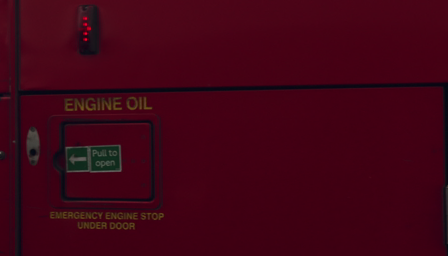 ENGINE OIL
Pull to
open
EMERGENCY ENGINE STOP
UNDER DOOR